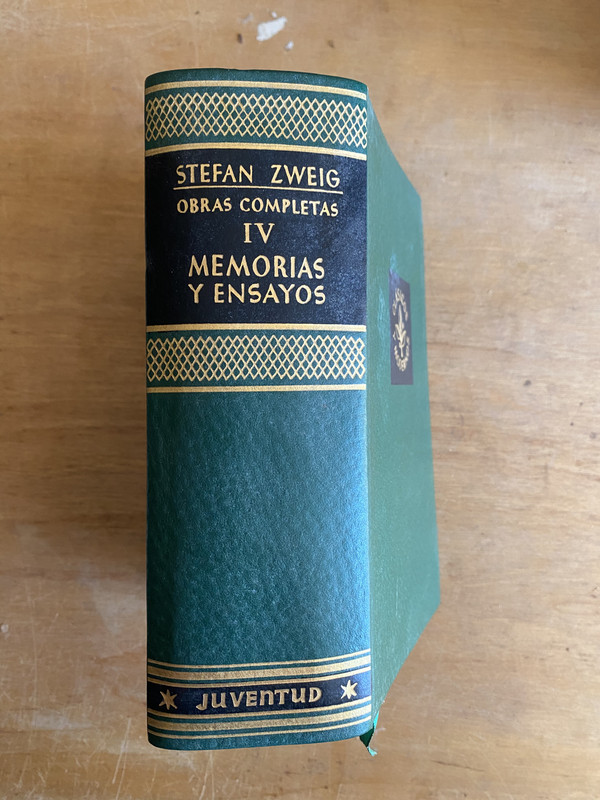 STEFAN ZWEIG
OBRAS COMPLETAS
IV
MEMORIAS
Y ENSAYOS
JUVENTUD